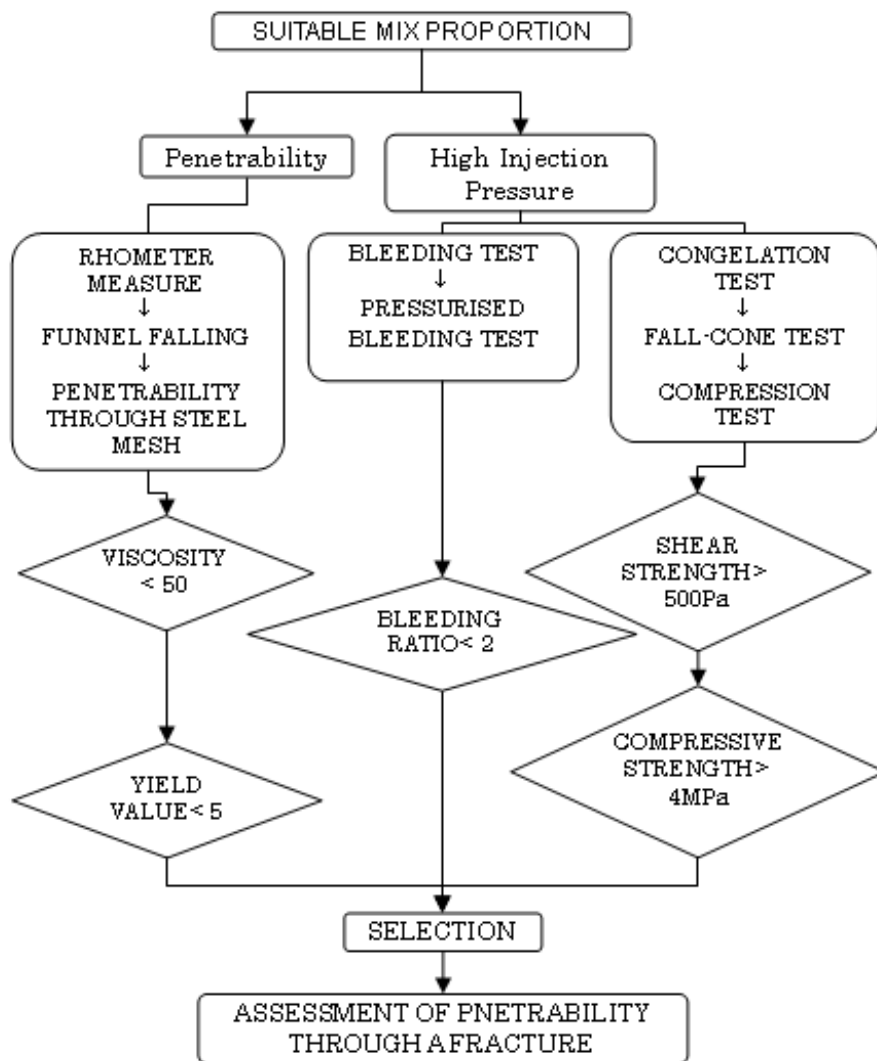 SUITABLE MIX PROPORTION
Penetrability
High Injection
Pressure
RHOMETER
MEASURE
↓
FUNNEL FALLING
↓
PENETRABILITY
THROUGH STEEL
MESH
BLEEDING TEST
↓
PRESSURISED
BLEEDING TEST
CONGELATION
TEST
↓
FALL-CONE TEST
↓
COMPRESSION
TEST
VISCOSITY
< 50
BLEEDING
RATIO< 2
SHEAR
STRENGTH>
500Pa
YIELD
VALUE< 5
COMPRESSIVE
STRENGTH>
4MPa
SELECTION
ASSESSMENT OF PNETRABILITY
THROUGH AFRACTURE